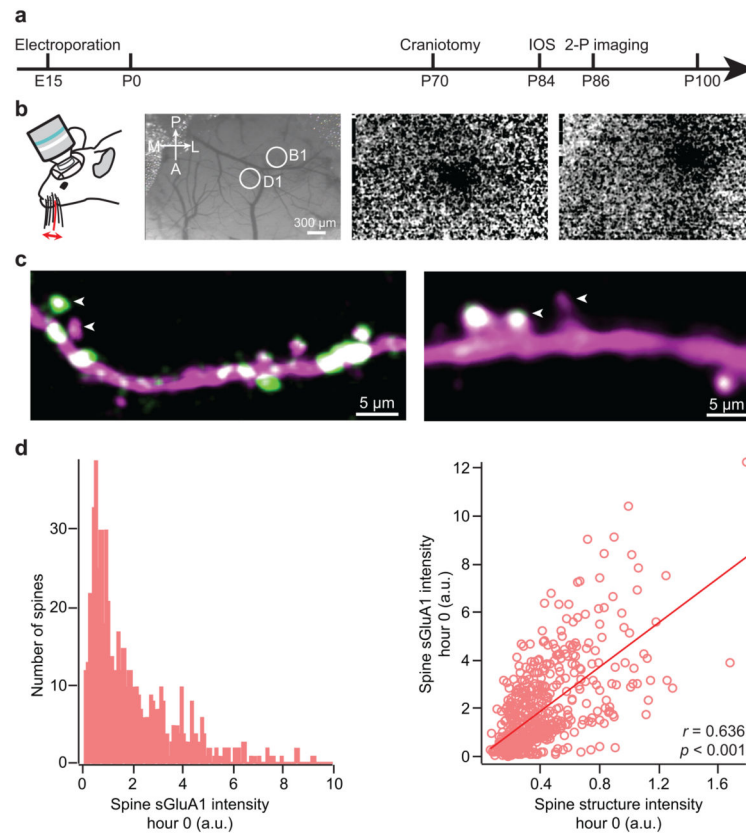 a
Electroporation
Craniotomy
IOS
2-P imaging
E15
P0
P70
P84
P86
P100
b
P
M
L
A
B1
D1
300 µm
c
5 µm
5 µm
d
Number of spines
30
20
10
0
0
2
4
6
8
10
Spine sGluA1 intensity
hour 0 (a.u.)
Spine sGluA1 intensity
hour 0 (a.u.)
12
10
8
6
4
2
0
r = 0.636
p < 0.001
0.4
0.8
1.2
1.6
Spine structure intensity
hour 0 (a.u.)